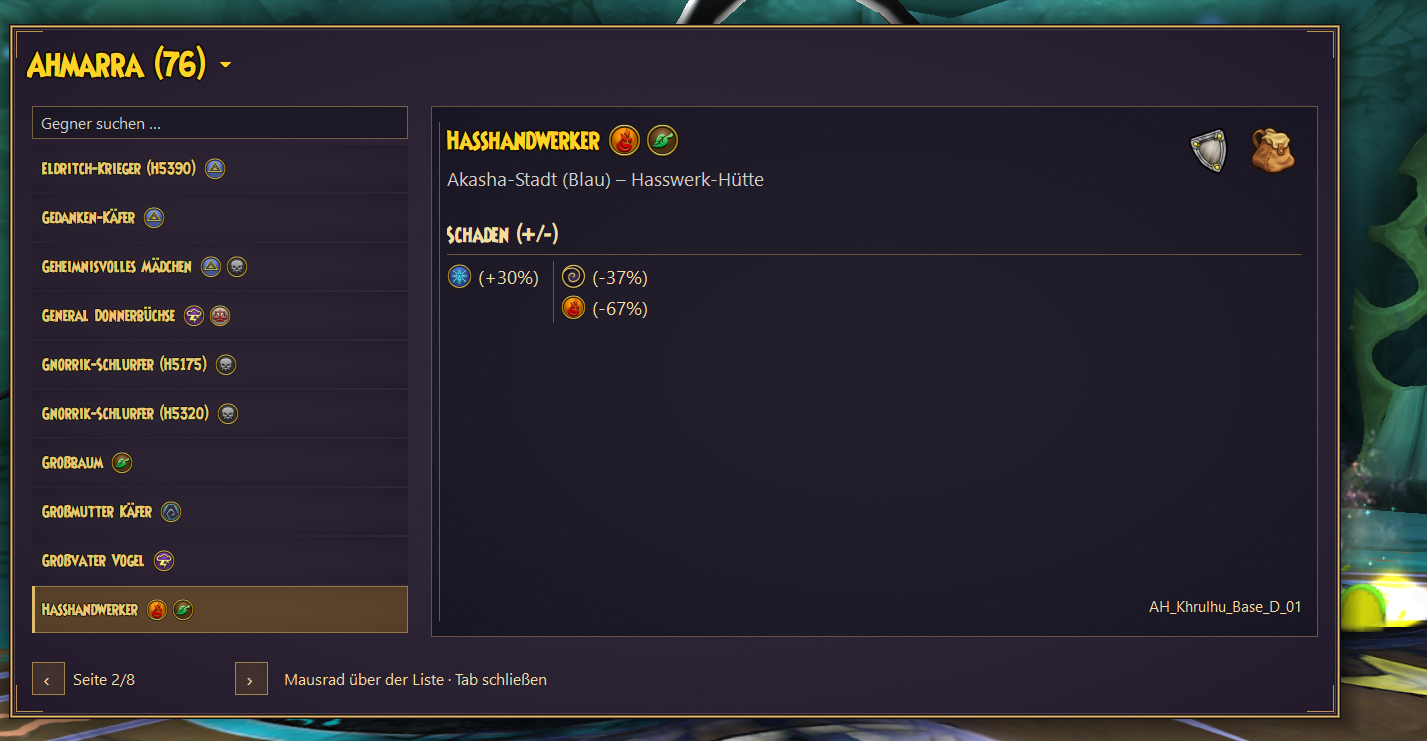 AHMARRA (76)
Gegner suchen ...
ELDRITCH-KRIEGER (H5390)
GEDANKEN-KÄFER
GEHEIMNISVOLLES MÄDCHEN
GENERAL DONNERBÜCHSE
GNORRIK-SCHLURFER (H5175)
GNORRIK-SCHLURFER (H5320)
GROßBAUM
GROßMUTTER KÄFER
GROßVATER VOGEL
HASSHANDWERKER
‹ Seite 2/8 › Mausrad über der Liste · Tab schließen
HASSHANDWERKER
Akasha-Stadt (Blau) – Hasswerk-Hütte
SCHADEN (+/-)
(+30%) (-37%)
(-67%)
AH_Khrulhu_Base_D_01